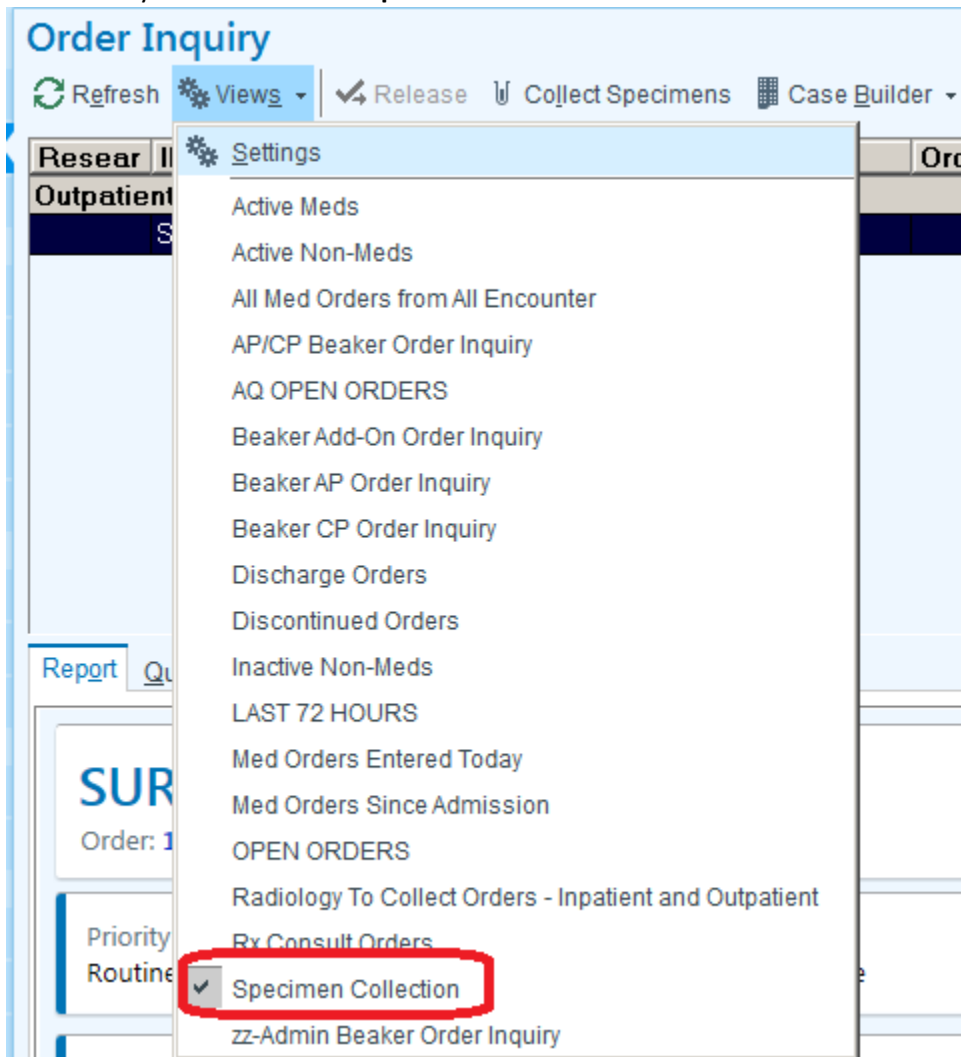 Order Inquiry
Refresh Views Release Collect Specimens Case Builder
Resear
Outpatient
Settings
Active Meds
Active Non-Meds
All Med Orders from All Encounter
AP/CP Beaker Order Inquiry
AQ OPEN ORDERS
Beaker Add-On Order Inquiry
Beaker AP Order Inquiry
Beaker CP Order Inquiry
Discharge Orders
Discontinued Orders
Report
Inactive Non-Meds
LAST 72 HOURS
Med Orders Entered Today
SUR
Med Orders Since Admission
Order: 1
OPEN ORDERS
Radiology To Collect Orders - Inpatient and Outpatient
Priority Rx Consult Orders
Routine Specimen Collection
zz-Admin Beaker Order Inquiry